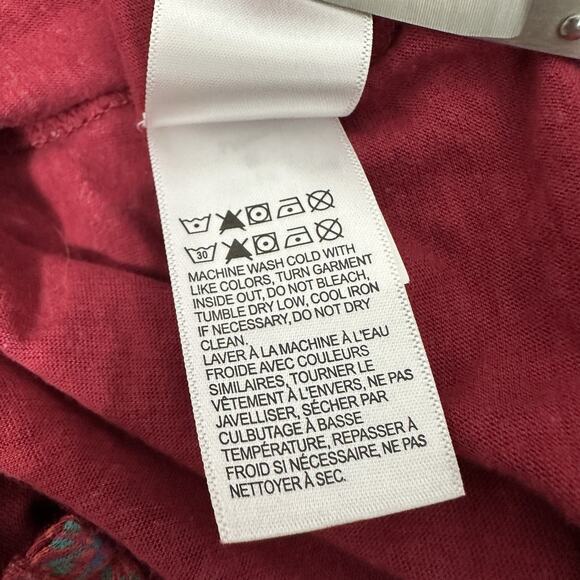 30
MACHINE WASH COLD WITH
LIKE COLORS, TURN GARMENT
INSIDE OUT, DO NOT BLEACH,
TUMBLE DRY LOW, COOL IRON
IF NECESSARY, DO NOT DRY
CLEAN.
LAVER À LA MACHINE À L'EAU
FROIDE AVEC COULEURS
SIMILAIRES, TOURNER LE
VÊTEMENT À L'ENVERS, NE PAS
JAVELLISER, SÉCHER PAR
CULBUTAGE À BASSE
TEMPÉRATURE, REPASSER À
FROID SI NÉCESSAIRE, NE PAS
NETTOYER À SEC.